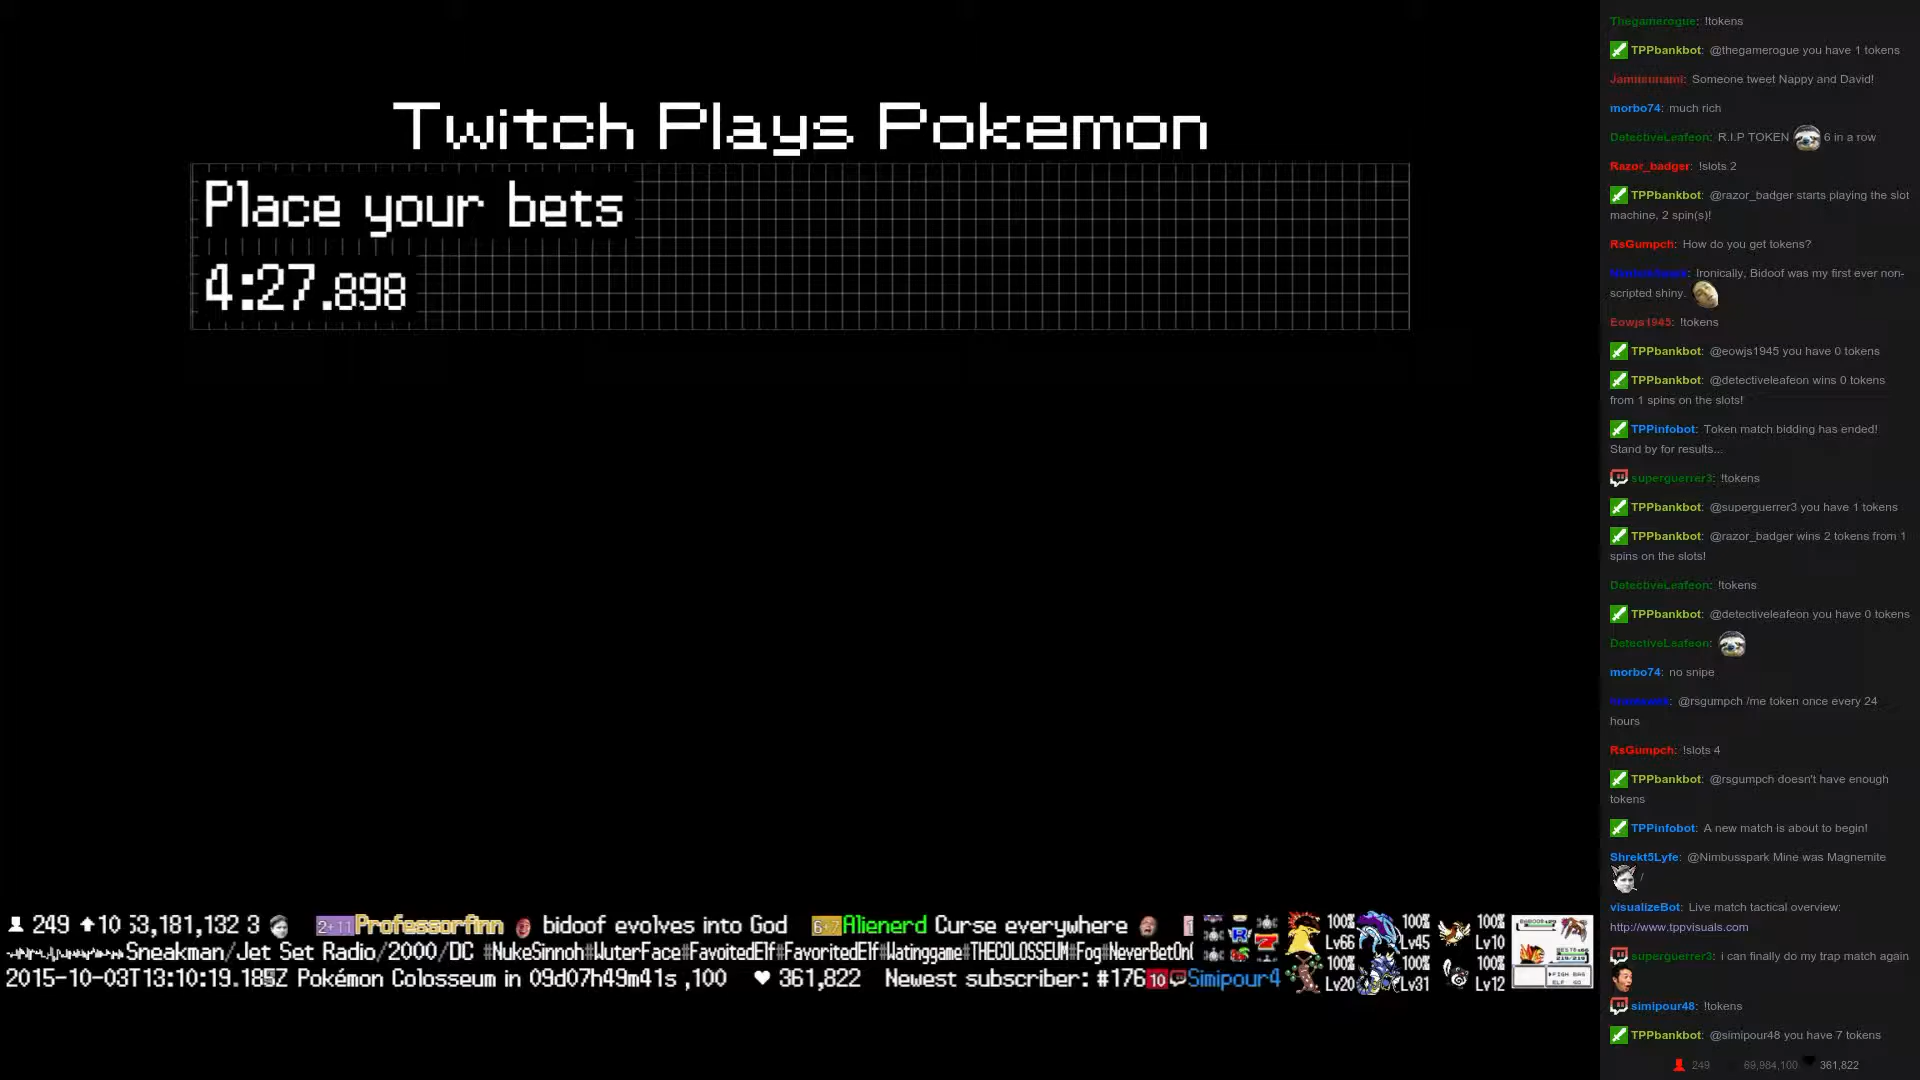 Twitch Plays Pokemon
Place your bets
4:27.898
249 10 53,181,132 3 2+11 Professorfinn bidoof evolves into God 6+7 Alienerd Curse everywhere
Sneakman/Jet Set Radio/2000/DC #NukeSinnoh#WuterFace#FavoitedElf#FavoritedElf#Watinggame#THECOLOSSEUM#Fog#NeverBetOn
2015-10-03T13:10:19.185Z Pokémon Colosseum in 09d07h49m41s ,100 ♥ 361,822 Newest subscriber: #176 10 Simipour4
100% Lv66 100% Lv45 100% Lv10
100% Lv20 100% Lv31 100% Lv12
Thegamerogue: !tokens
TPPbankbot: @thegamerogue you have 1 tokens
Jamitsunami: Someone tweet Nappy and David!
morbo74: much rich
DetectiveLeafeon: R.I.P TOKEN 6 in a row
Razor_badger: !slots 2
TPPbankbot: @razor_badger starts playing the slot
machine, 2 spin(s)!
RsGumpch: How do you get tokens?
Ironically, Bidoof was my first ever non-
scripted shiny.
Eowjs1945: !tokens
TPPbankbot: @eowjs1945 you have 0 tokens
TPPbankbot: @detectiveleafeon wins 0 tokens
from 1 spins on the slots!
TPPinfobot: Token match bidding has ended!
Stand by for results...
superguerrer3: !tokens
TPPbankbot: @superguerrer3 you have 1 tokens
TPPbankbot: @razor_badger wins 2 tokens from 1
spins on the slots!
DetectiveLeafeon: !tokens
TPPbankbot: @detectiveleafeon you have 0 tokens
DetectiveLeafeon:
morbo74: no snipe
@rsgumpch /me token once every 24
hours
RsGumpch: !slots 4
TPPbankbot: @rsgumpch doesn't have enough
tokens
TPPinfobot: A new match is about to begin!
Shrekt5Lyfe: @Nimbusspark Mine was Magnemite
/
visualizeBot: Live match tactical overview:
http://www.tppvisuals.com
superguerrer3: i can finally do my trap match again
simipour48: !tokens
TPPbankbot: @simipour48 you have 7 tokens
249 69,984,100 361,822